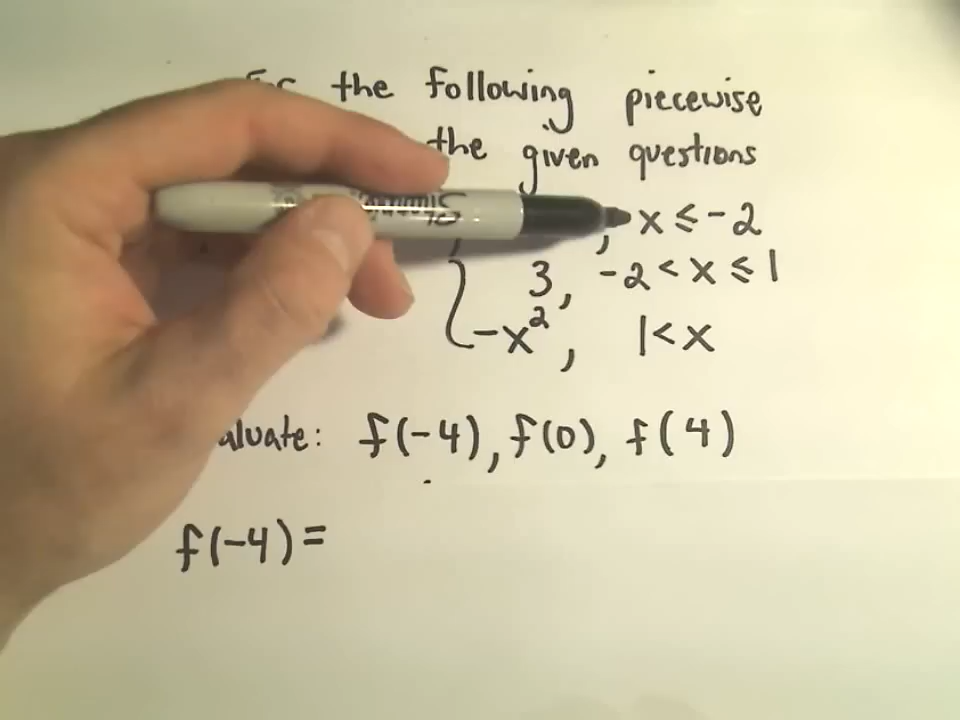 the following piecewise
the given questions
, x ≤ -2
3, -2 < x ≤ 1
-x², 1 < x
aluate: f(-4), f(0), f(4)
f(-4) =